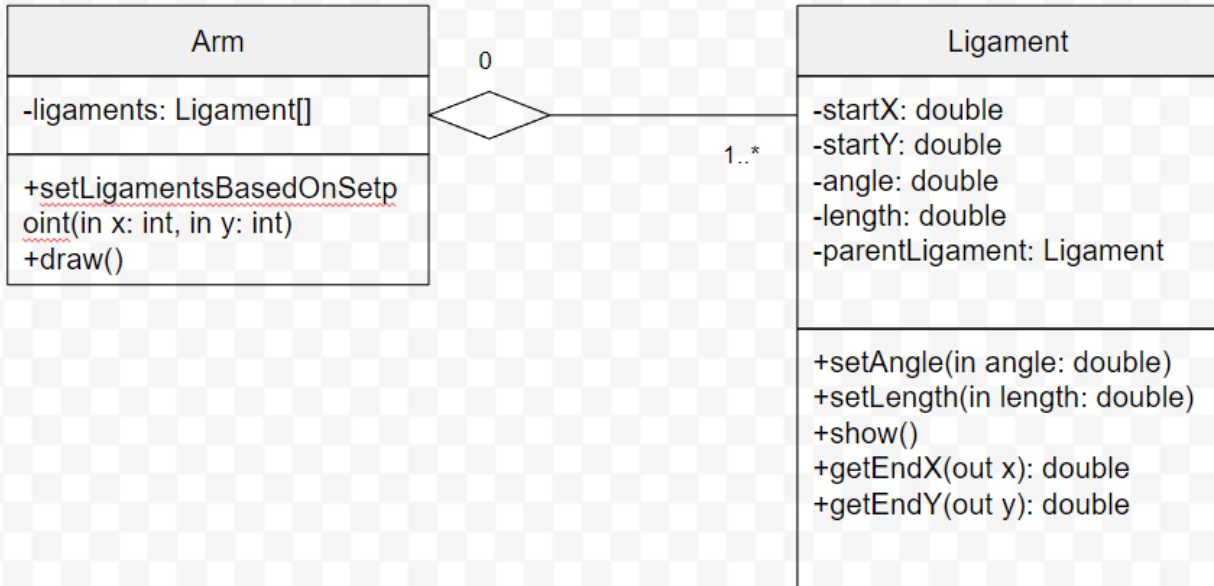 Arm
-ligaments: Ligament[]
+setLigamentsBasedOnSetp
oint(in x: int, in y: int)
+draw()
0
1..*
Ligament
-startX: double
-startY: double
-angle: double
-length: double
-parentLigament: Ligament
+setAngle(in angle: double)
+setLength(in length: double)
+show()
+getEndX(out x): double
+getEndY(out y): double